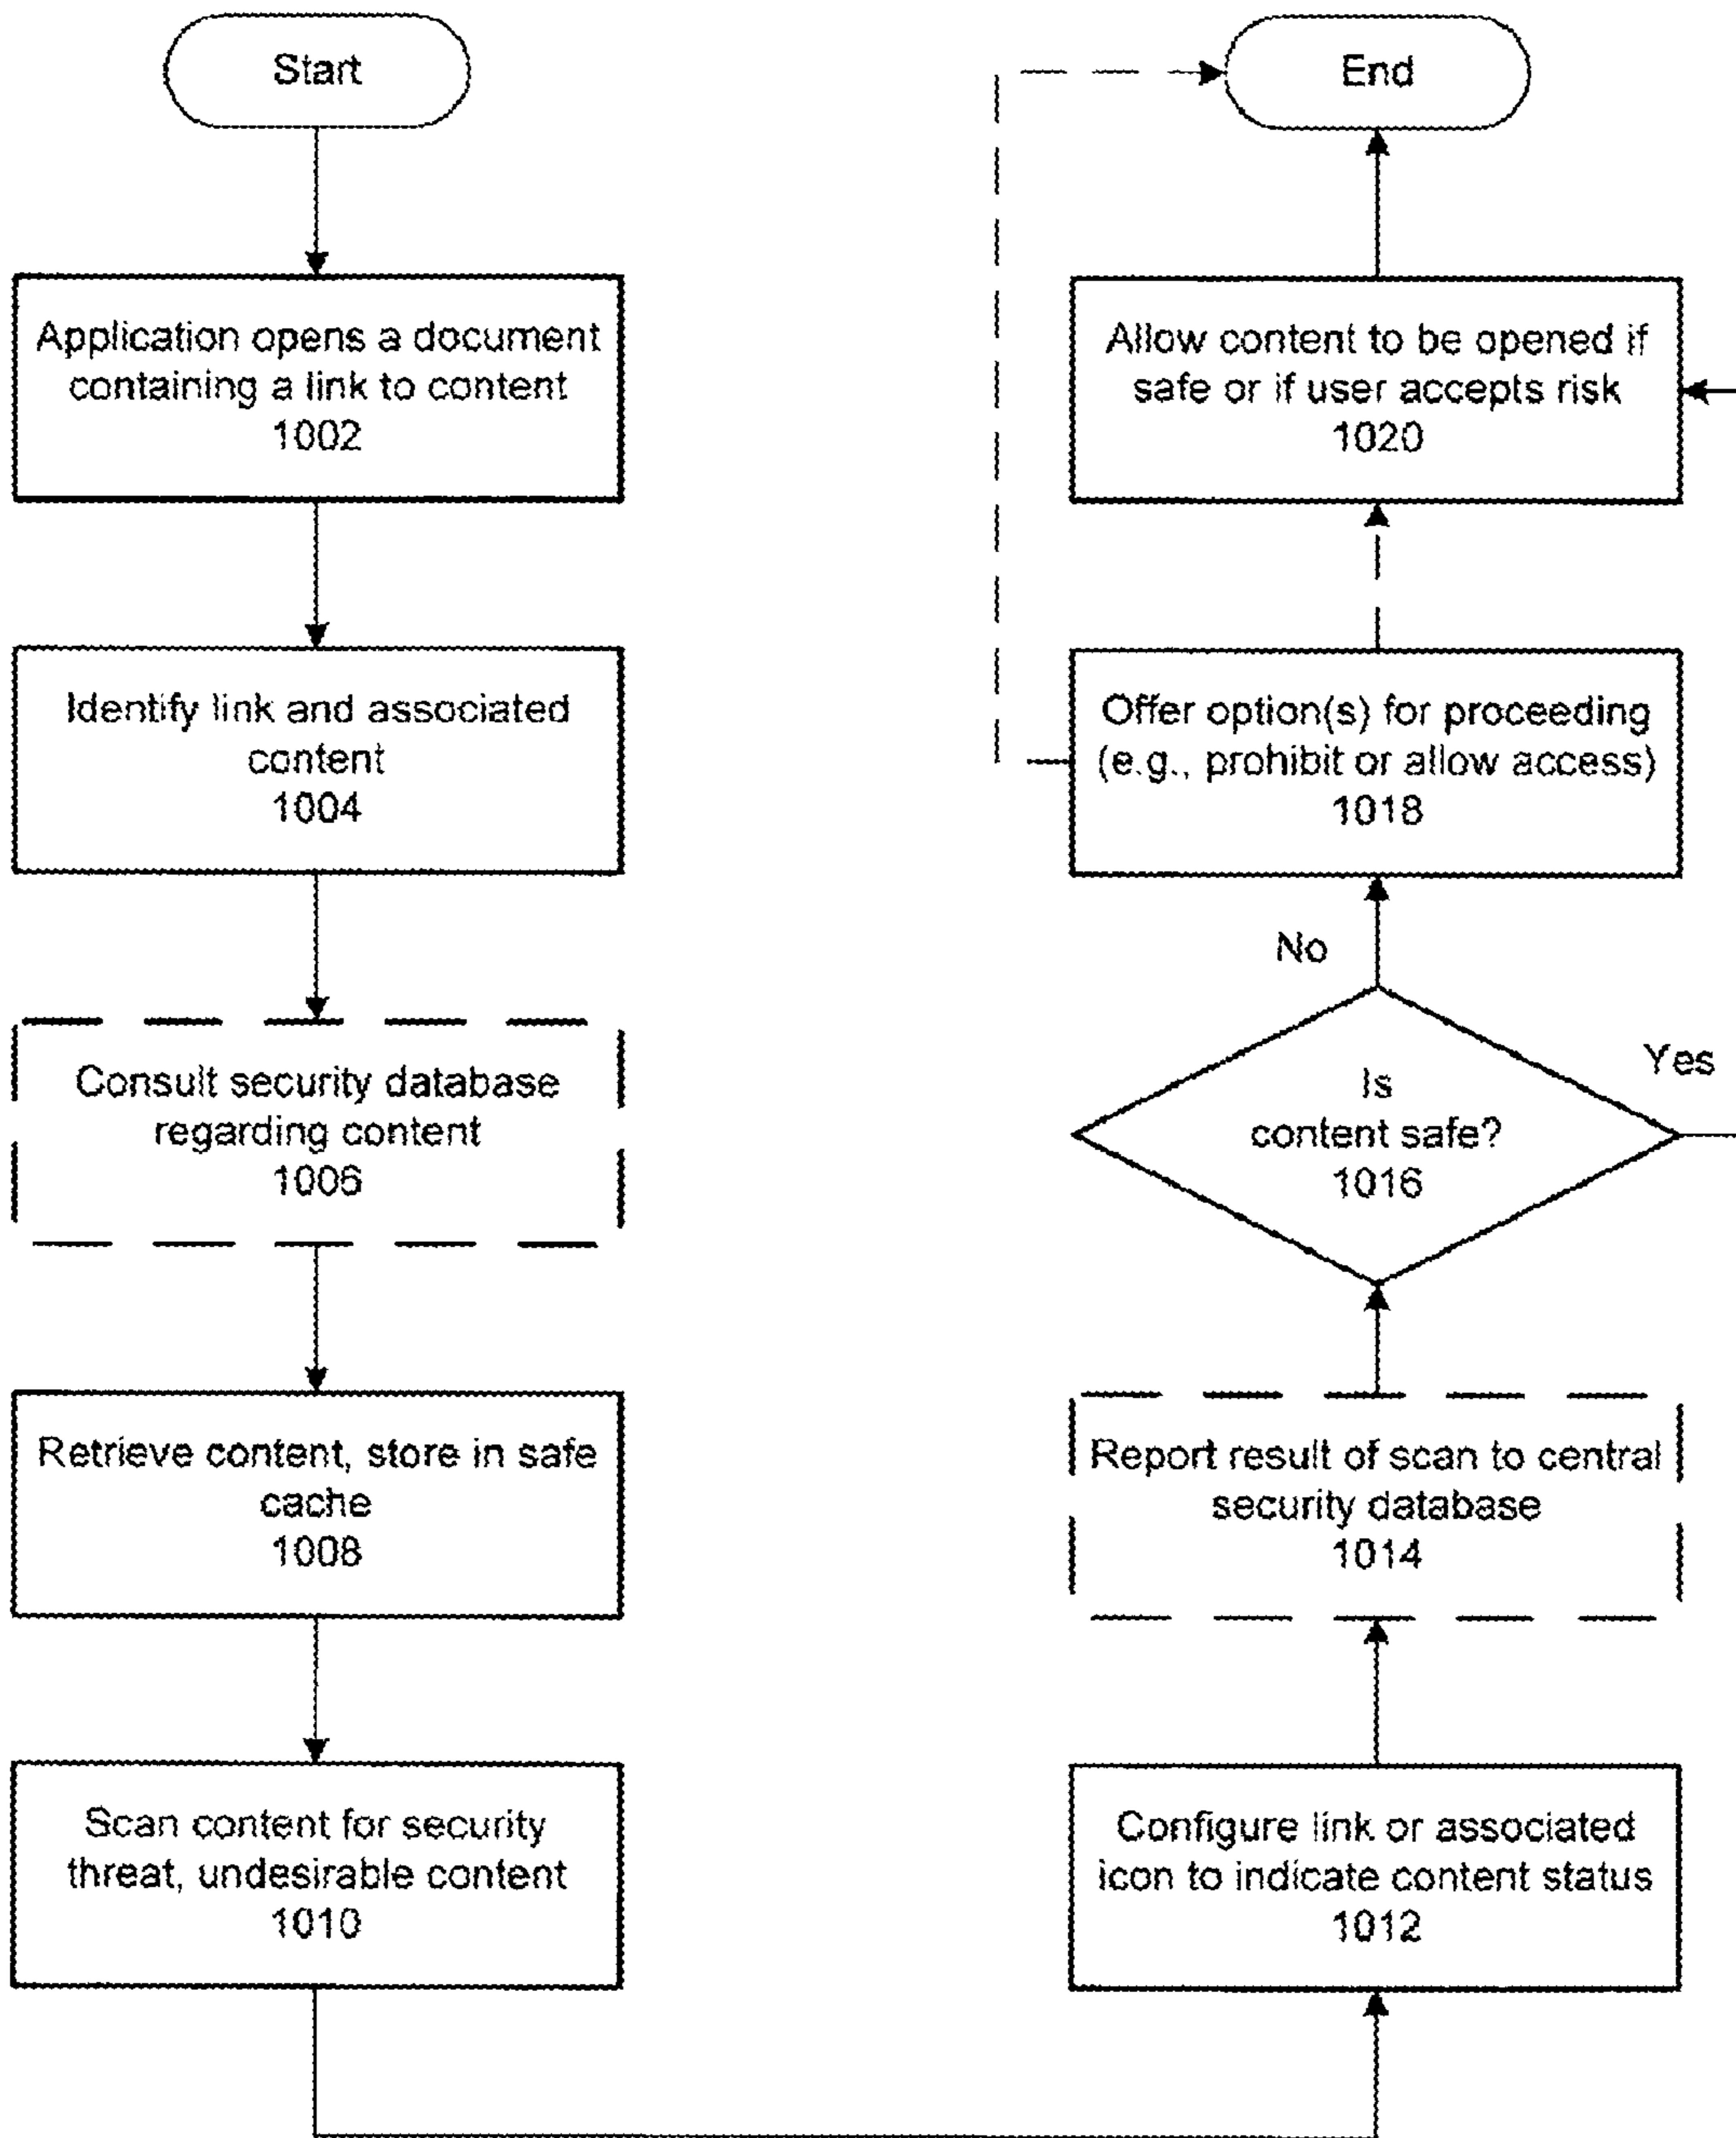 Start
Application opens a document
containing a link to content
1002
Identify link and associated
content
1004
Consult security database
regarding content
1006
Retrieve content, store in safe
cache
1008
Scan content for security
threat, undesirable content
1010
End
Allow content to be opened if
safe or if user accepts risk
1020
Offer option(s) for proceeding
(e.g., prohibit or allow access)
1018
No
Yes
Is
content safe?
1016
Report result of scan to central
security database
1014
Configure link or associated
icon to indicate content status
1012